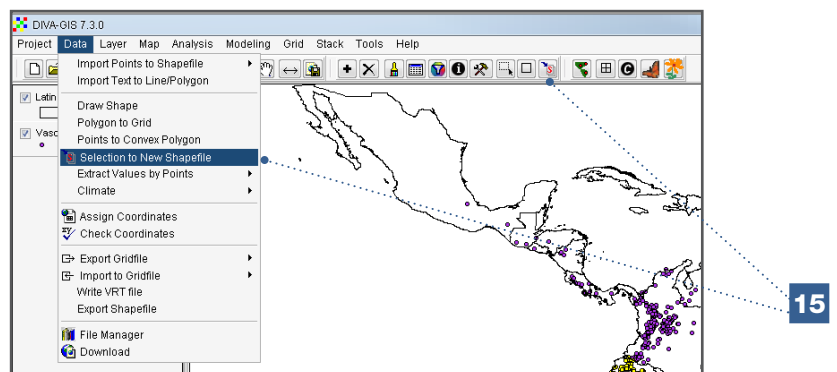 DIVA-GIS 7.3.0
Project Data Layer Map Analysis Modeling Grid Stack Tools Help
Import Points to Shapefile
Import Text to Line/Polygon
Draw Shape
Polygon to Grid
Points to Convex Polygon
Selection to New Shapefile
Extract Values by Points
Climate
Assign Coordinates
Check Coordinates
Export Gridfile
Import to Gridfile
Write VRT file
Export Shapefile
File Manager
Download
Latin
Vasc
15